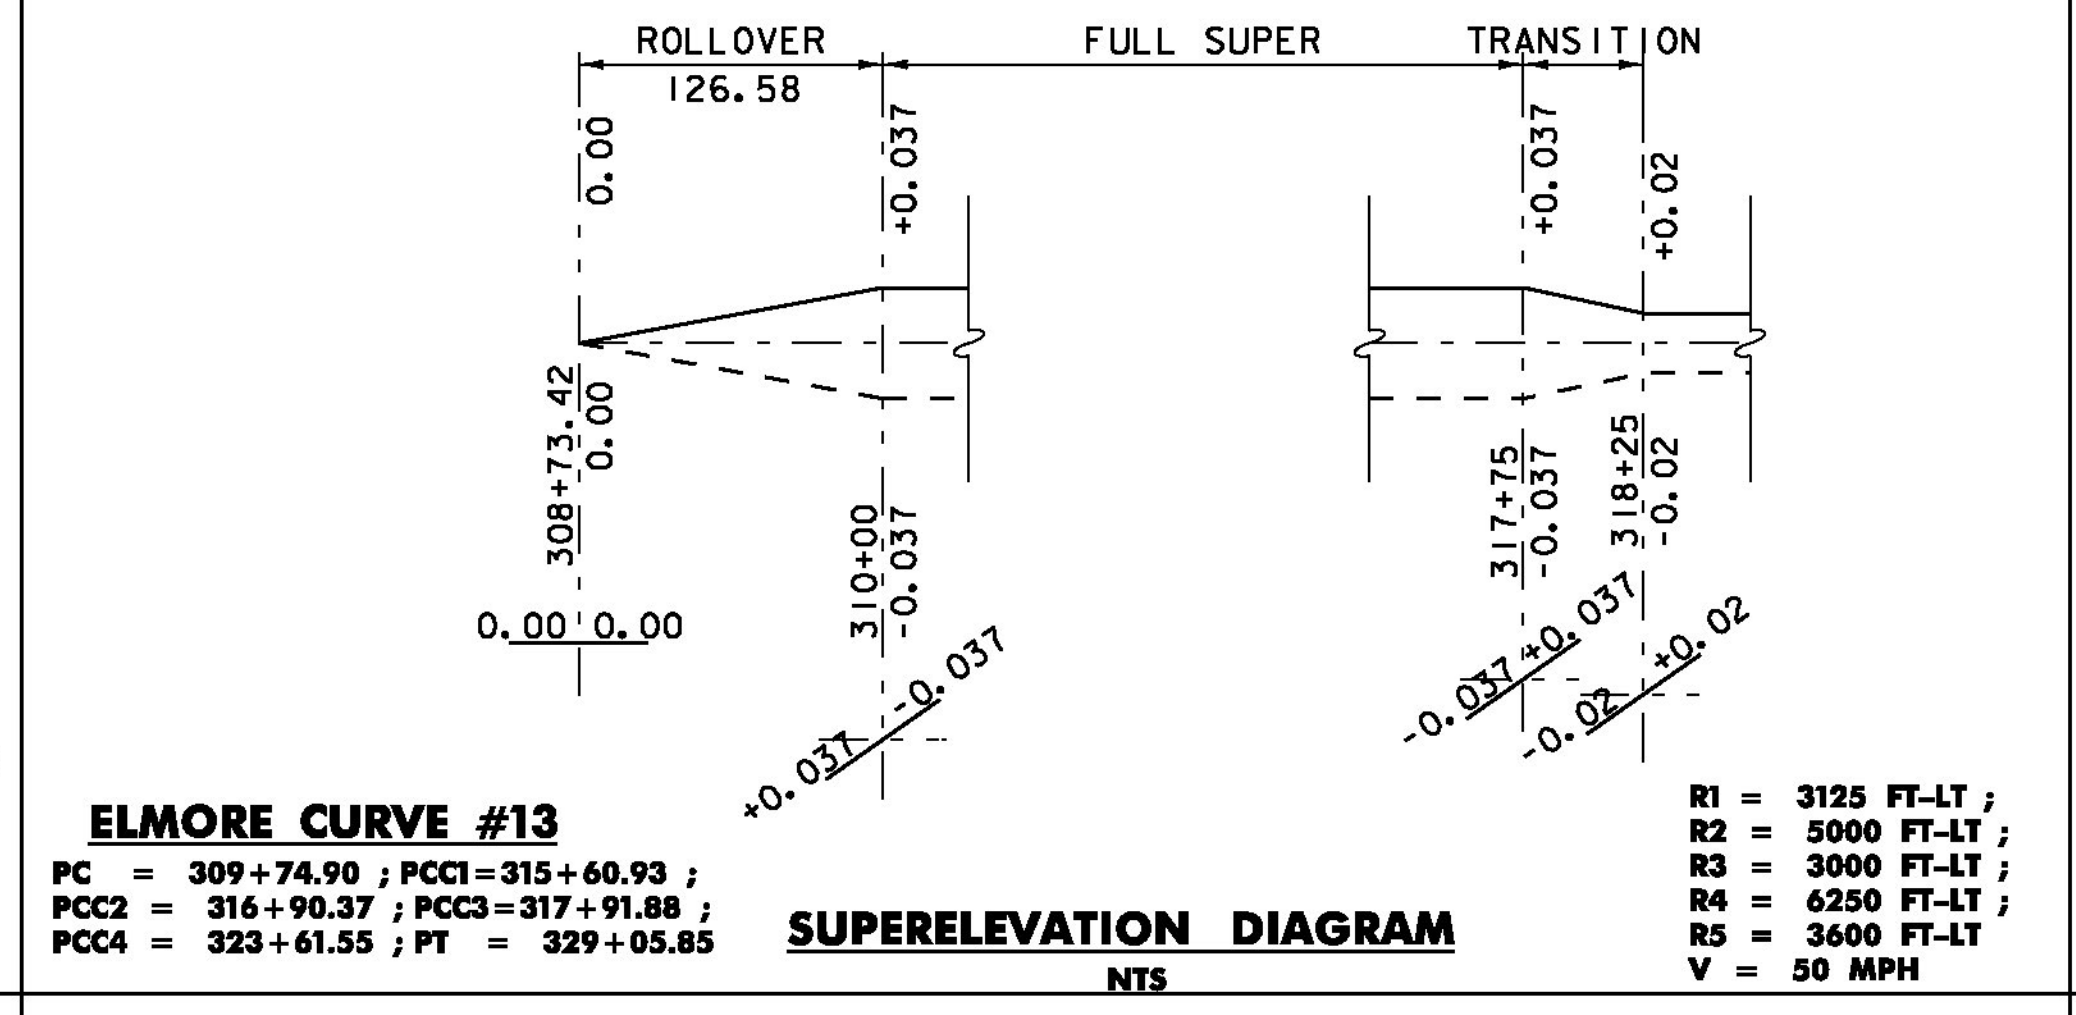 ROLLOVER
126.58
FULL SUPER
TRANSITION
0.00
+0.037
+0.037
+0.02
308+73.42
0.00
310+00
-0.037
317+75
-0.037
318+25
-0.02
0.00 0.00
+0.037 -0.037
-0.037 +0.037
-0.02 +0.02
ELMORE CURVE #13
PC = 309+74.90 ; PCC1=315+60.93 ;
PCC2 = 316+90.37 ; PCC3=317+91.88 ;
PCC4 = 323+61.55 ; PT = 329+05.85
SUPERELEVATION DIAGRAM
NTS
R1 = 3125 FT-LT ;
R2 = 5000 FT-LT ;
R3 = 3000 FT-LT ;
R4 = 6250 FT-LT ;
R5 = 3600 FT-LT
V = 50 MPH